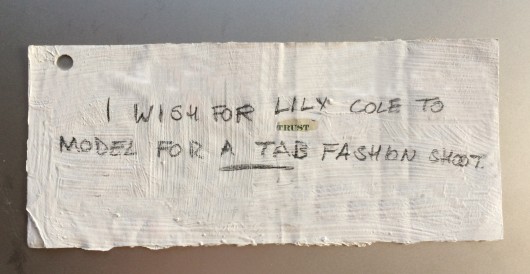 I WISH FOR LILY COLE TO
TRUST
MODEL FOR A TAB FASHION SHOOT.